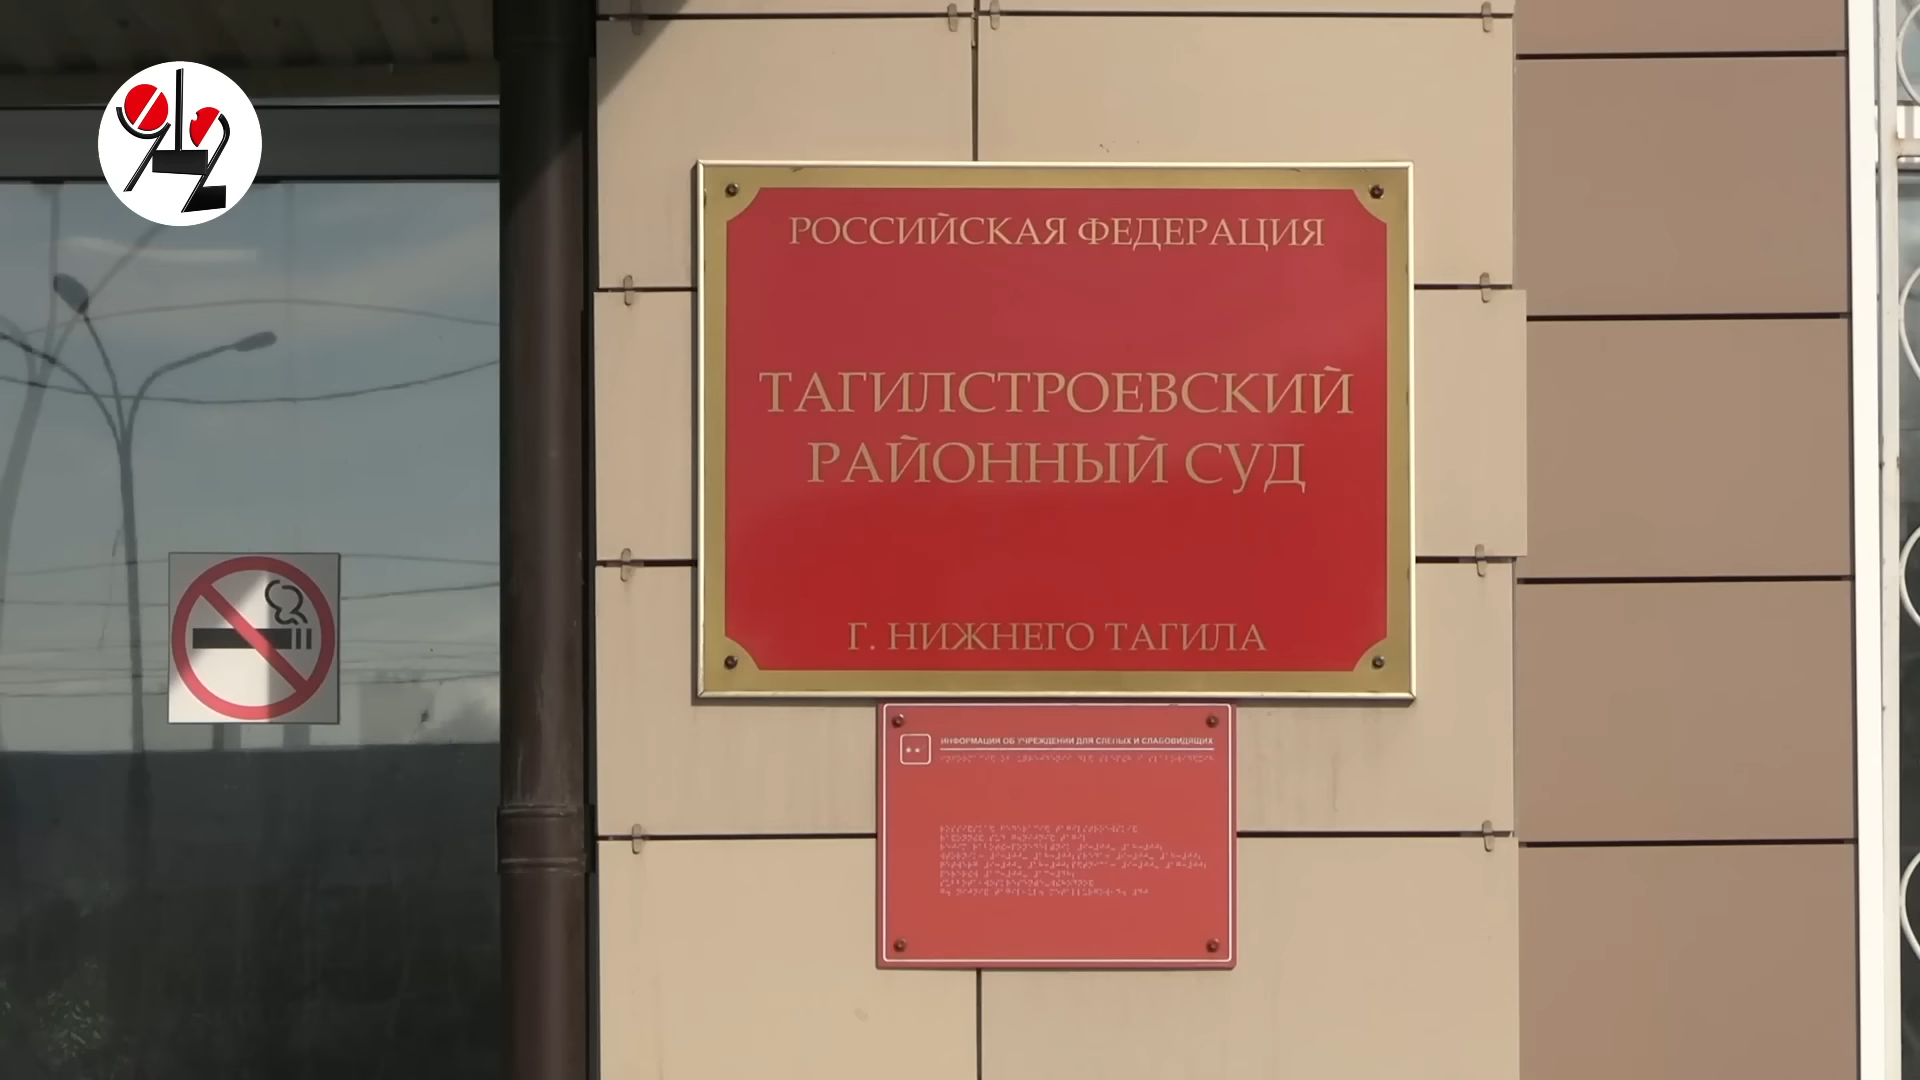 РОССИЙСКАЯ ФЕДЕРАЦИЯ
ТАГИЛСТРОЕВСКИЙ
РАЙОННЫЙ СУД
Г. НИЖНЕГО ТАГИЛА
ИНФОРМАЦИЯ ОБ УЧРЕЖДЕНИИ ДЛЯ СЛЕПЫХ И СЛАБОВИДЯЩИХ